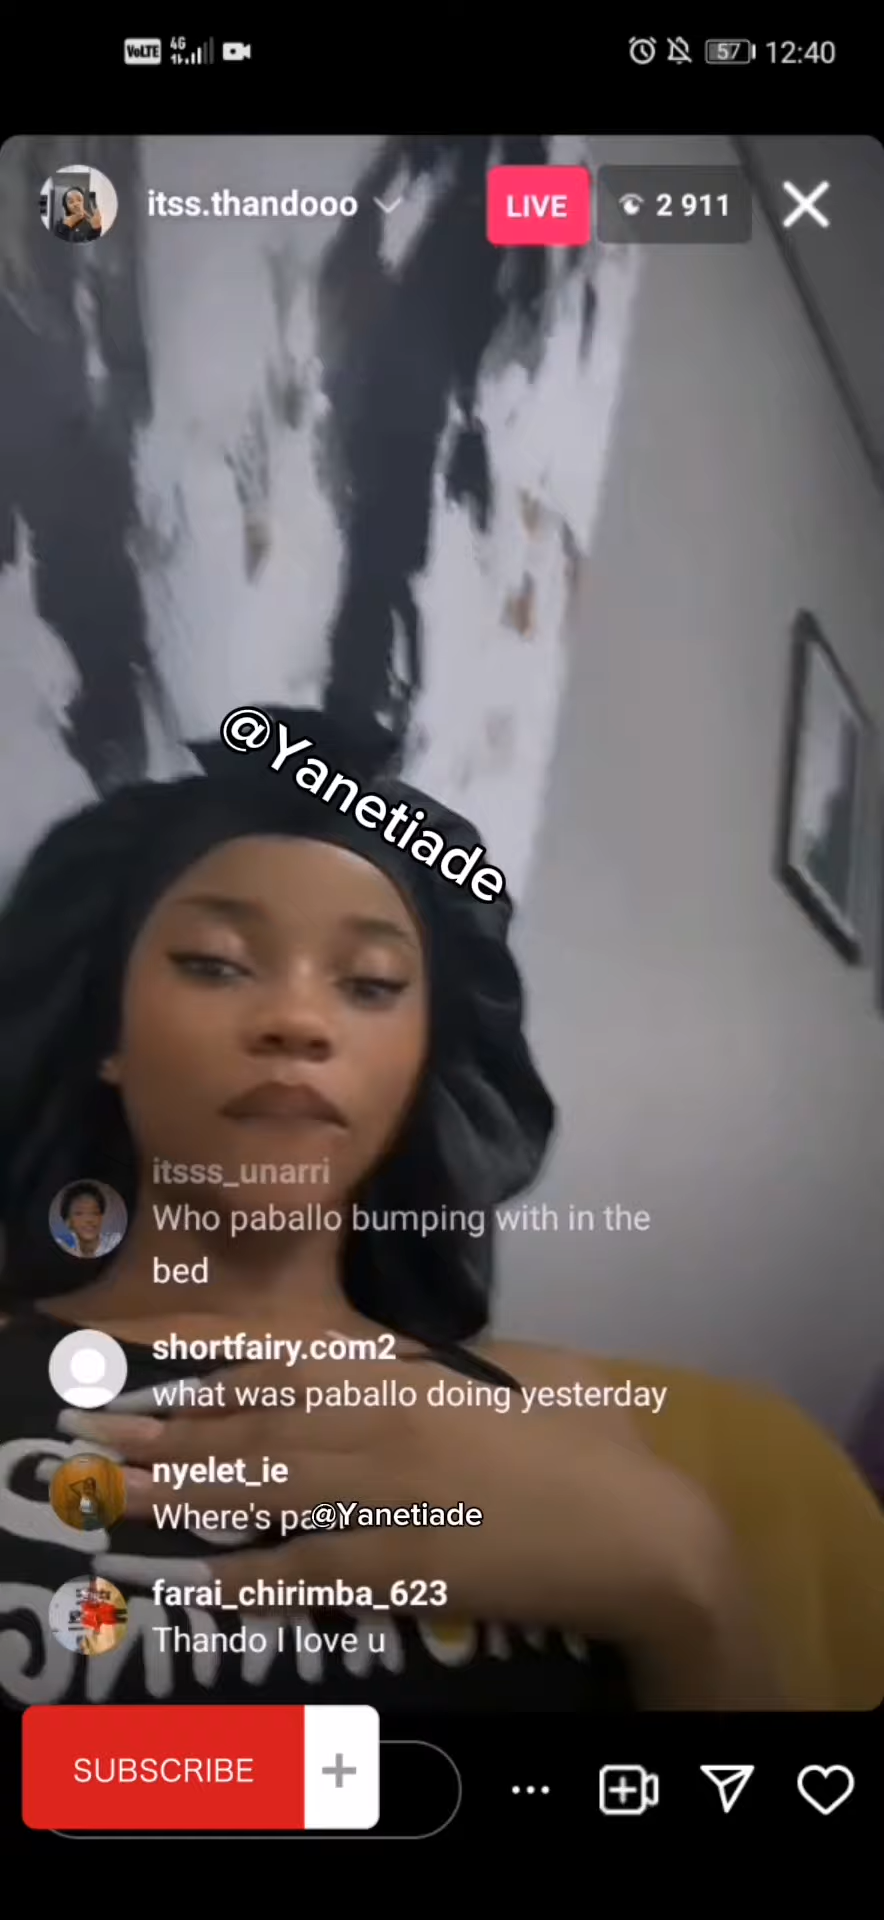 VoLTE 4G 57 12:40
itss.thandooo LIVE 2 911
@Yanetiade
itsss_unarri
Who paballo bumping with in the
bed
shortfairy.com2
what was paballo doing yesterday
nyelet_ie
Where's
@Yanetiade
farai_chirimba_623
Thando I love u
SUBSCRIBE +